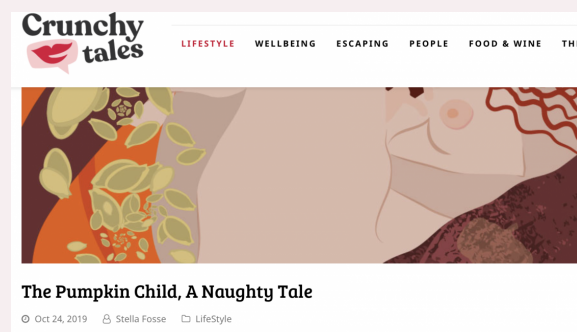 Crunchy
tales
LIFESTYLE WELLBEING ESCAPING PEOPLE FOOD & WINE
The Pumpkin Child, A Naughty Tale
Oct 24, 2019 Stella Fosse LifeStyle